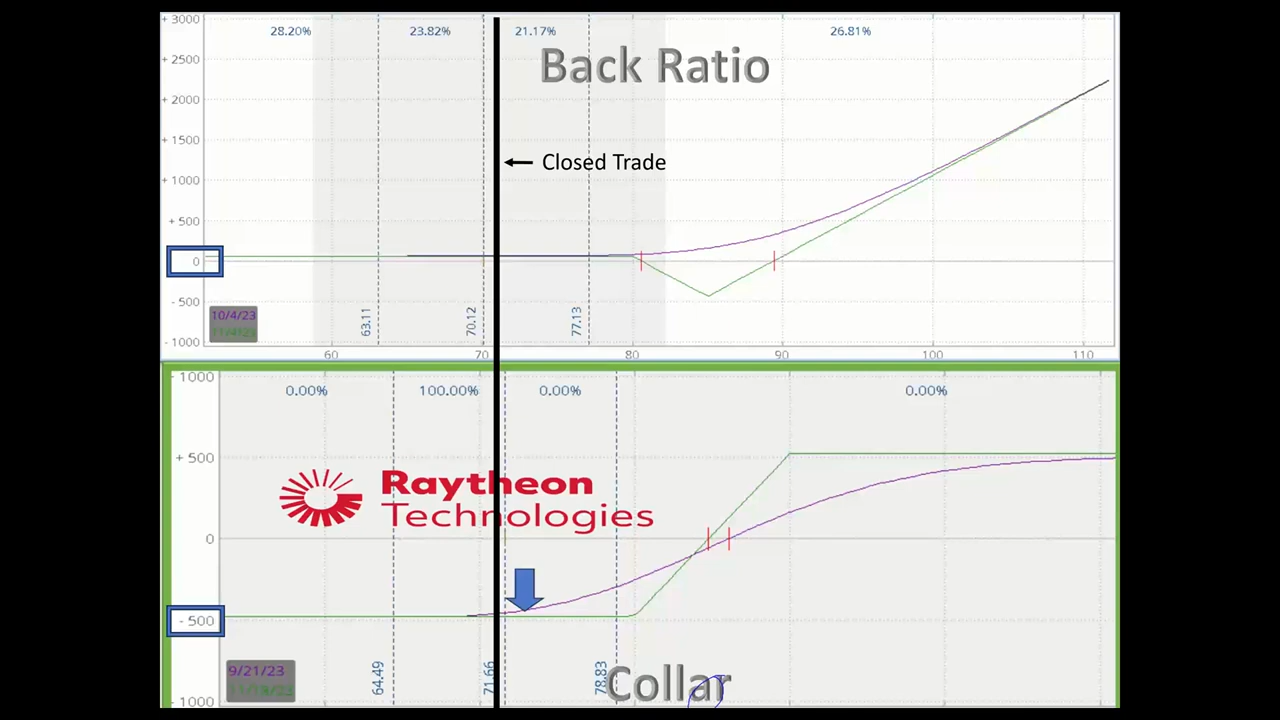 + 3000
28.20% 23.82% 21.17% 26.81%
Back Ratio
+ 2500
+ 2000
+ 1500
Closed Trade
+ 1000
+ 500
0
- 500
10/4/23
63.11 70.12 77.13
- 1000
60 70 80 90 100 110
1000
0.00% 100.00% 0.00% 0.00%
+ 500
Raytheon
Technologies
0
- 500
9/21/23
64.49 71.66 78.83
Collar
- 1000